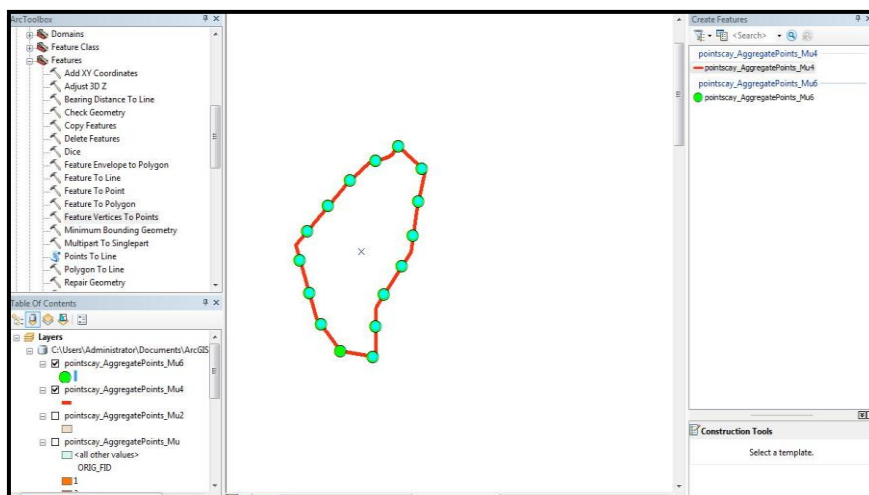 ArcToolbox
Domains
Feature Class
Features
Add XY Coordinates
Adjust 3D Z
Bearing Distance To Line
Check Geometry
Copy Features
Delete Features
Dice
Feature Envelope to Polygon
Feature To Line
Feature To Point
Feature To Polygon
Feature Vertices To Points
Minimum Bounding Geometry
Multipart To Singlepart
Points To Line
Polygon To Line
Repair Geometry
Table Of Contents
Layers
C:\Users\Administrator\Documents\ArcGIS
pointscay_AggregatePoints_Mu6
pointscay_AggregatePoints_Mu4
pointscay_AggregatePoints_Mu2
pointscay_AggregatePoints_Mu
<all other values>
ORIG_FID
1
Create Features
<Search>
pointscay_AggregatePoints_Mu4
pointscay_AggregatePoints_Mu4
pointscay_AggregatePoints_Mu6
pointscay_AggregatePoints_Mu6
Construction Tools
Select a template.